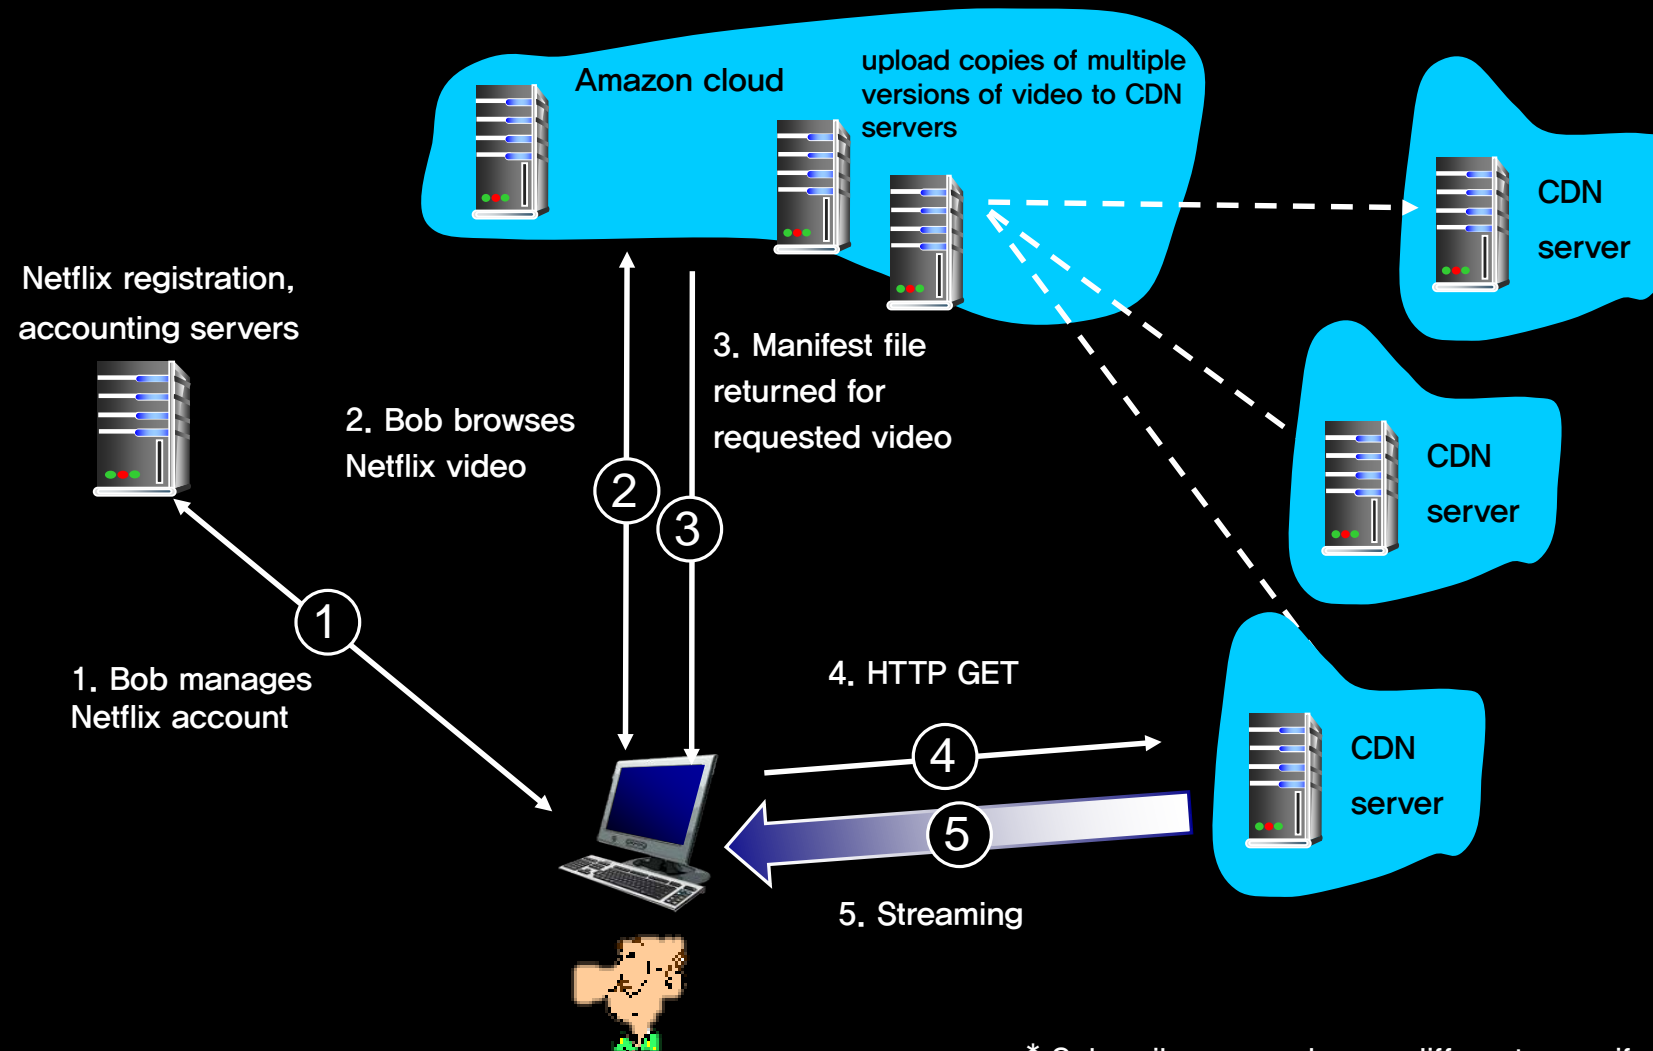 Amazon cloud
upload copies of multiple
versions of video to CDN
servers
CDN
server
Netflix registration,
accounting servers
3. Manifest file
returned for
requested video
2. Bob browses
Netflix video
CDN
server
2
3
1
1. Bob manages
Netflix account
4. HTTP GET
4
CDN
server
5
5. Streaming